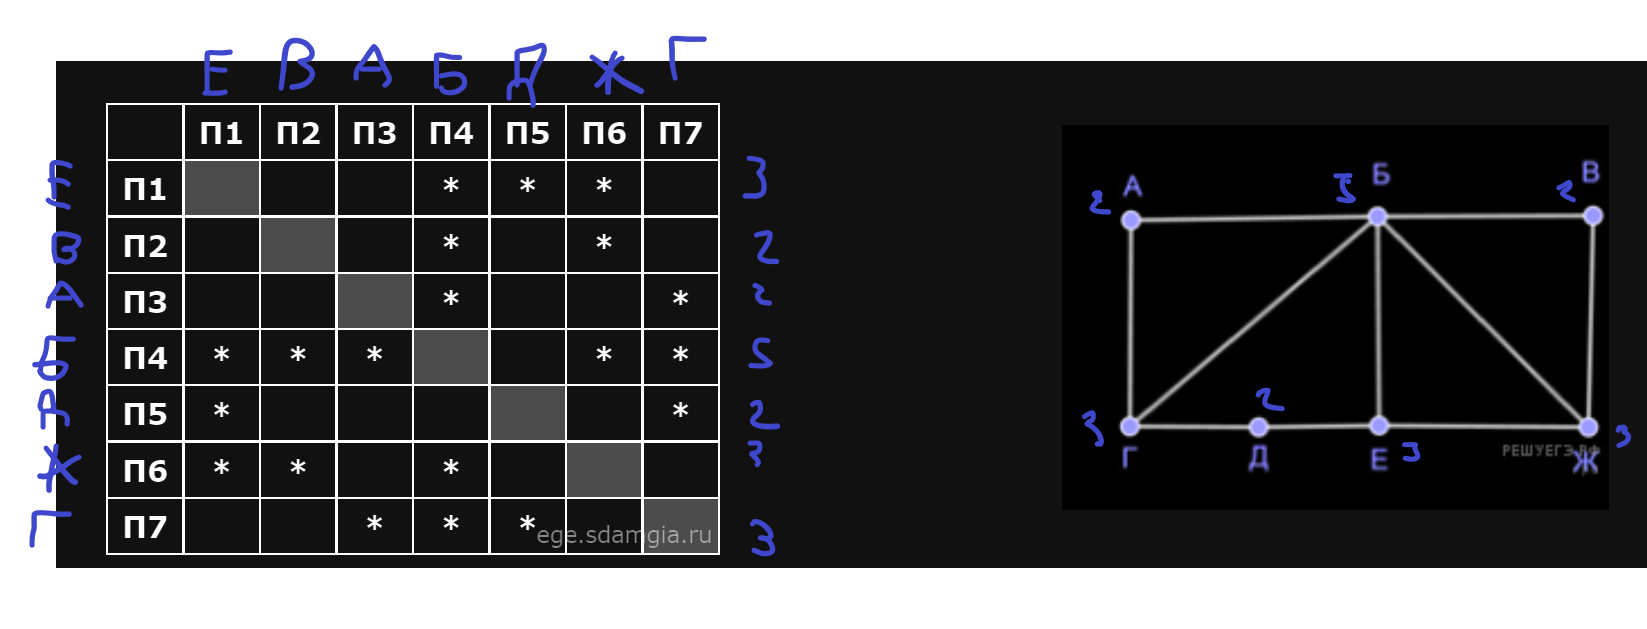 Е В А Б Д Ж Г
П1 П2 П3 П4 П5 П6 П7
Е П1 * * * 3
В П2 * * 2
А П3 * * 2
Б П4 * * * * * 5
Д П5 * * 2
Ж П6 * * * 3
Г П7 * * * 3
ege.sdamgia.ru
А 2 Б 5 В 2
Г 3 Д 2 Е 3 Ж 3
РЕШУЕГЭ.РФ